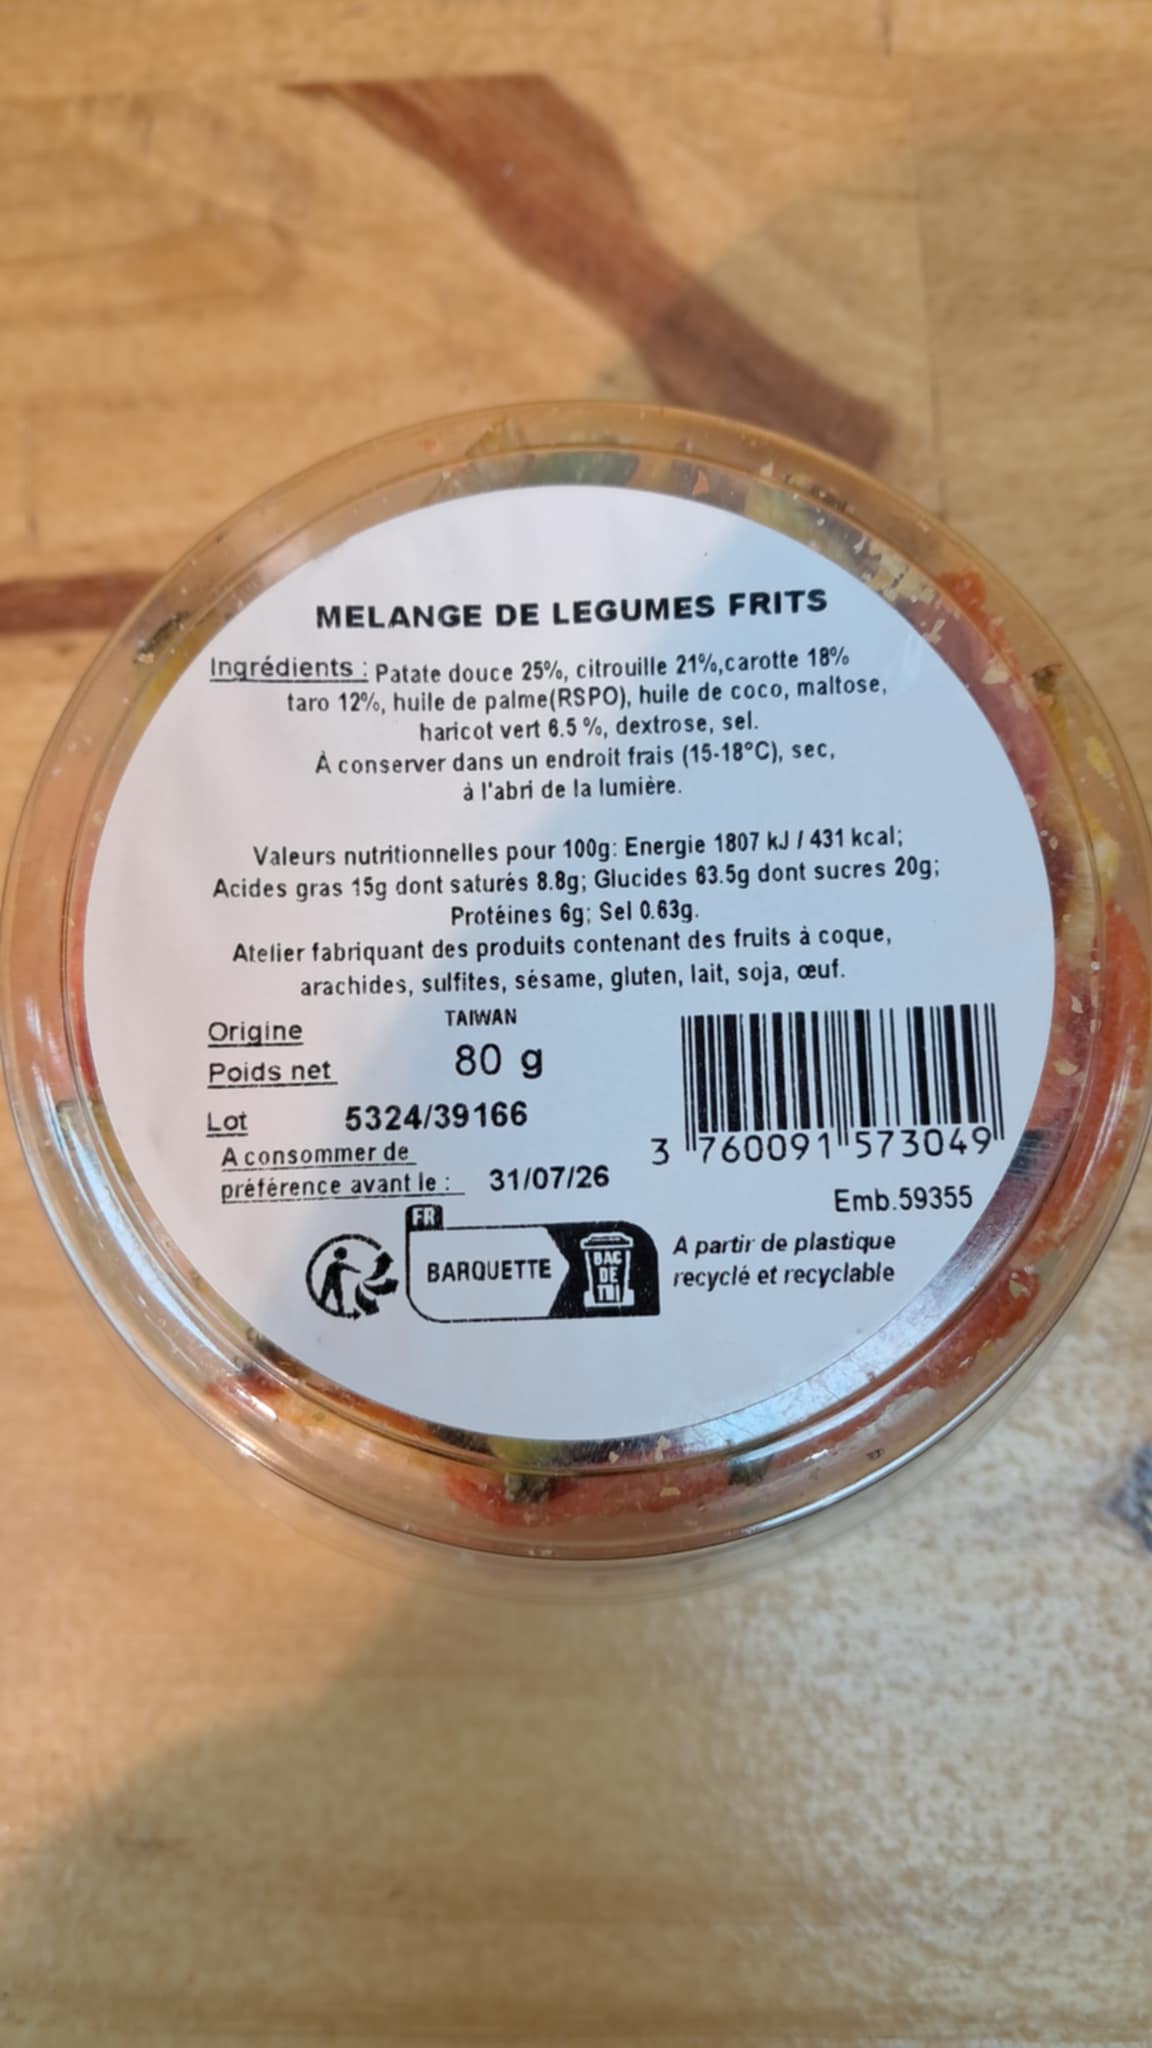 MELANGE DE LEGUMES FRITS
Ingrédients : Patate douce 25%, citrouille 21%,carotte 18%
taro 12%, huile de palme(RSPO), huile de coco, maltose,
haricot vert 6.5 %, dextrose, sel.
À conserver dans un endroit frais (15-18°C), sec,
à l'abri de la lumière.
Valeurs nutritionnelles pour 100g: Energie 1807 kJ / 431 kcal;
Acides gras 15g dont saturés 8.8g; Glucides 63.5g dont sucres 20g;
Protéines 6g; Sel 0.63g.
Atelier fabriquant des produits contenant des fruits à coque,
arachides, sulfites, sésame, gluten, lait, soja, œuf.
Origine TAIWAN
Poids net 80 g
Lot 5324/39166
A consommer de
préférence avant le : 31/07/26
3 760091 573049
Emb.59355
FR
BARQUETTE
BAC
DE
TRI
A partir de plastique
recyclé et recyclable